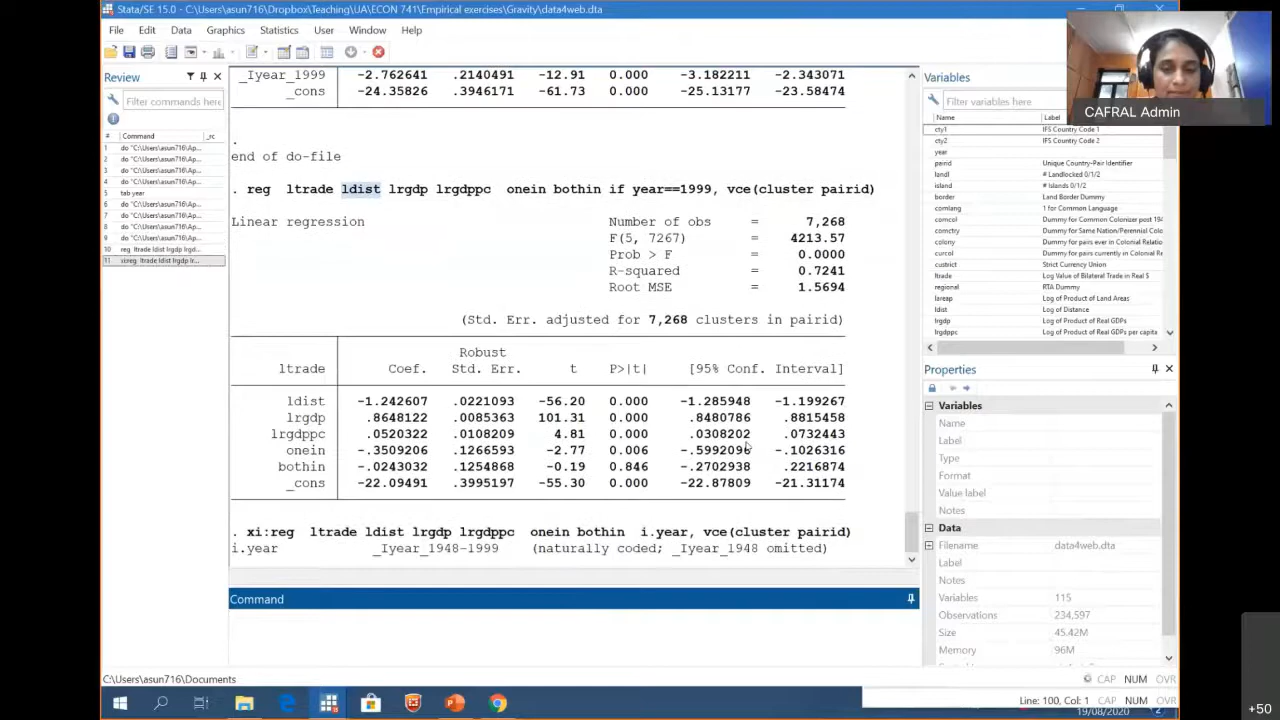 Stata/SE 15.0 - C:\Users\asun716\Dropbox\Teaching\UA\ECON 741\Empirical exercises\Gravity\data4web.dta
File Edit Data Graphics Statistics User Window Help
Review
Filter commands here
# Command _rc
1 do "C:\Users\asun716\Ap...
2 do "C:\Users\asun716\Ap...
3 do "C:\Users\asun716\Ap...
4 do "C:\Users\asun716\Ap...
5 tab year
6 do "C:\Users\asun716\Ap...
7 do "C:\Users\asun716\Ap...
8 do "C:\Users\asun716\Ap...
9 do "C:\Users\asun716\Ap...
10 reg ltrade ldist lrgdp lrgd...
11 xi:reg ltrade ldist lrgdp lr...
_Iyear_1999 -2.762641 .2140491 -12.91 0.000 -3.182211 -2.343071
_cons -24.35826 .3946171 -61.73 0.000 -25.13177 -23.58474
.
end of do-file
. reg ltrade ldist lrgdp lrgdppc onein bothin if year==1999, vce(cluster pairid)
Linear regression Number of obs = 7,268
F(5, 7267) = 4213.57
Prob > F = 0.0000
R-squared = 0.7241
Root MSE = 1.5694
(Std. Err. adjusted for 7,268 clusters in pairid)
Robust
ltrade Coef. Std. Err. t P>|t| [95% Conf. Interval]
ldist -1.242607 .0221093 -56.20 0.000 -1.285948 -1.199267
lrgdp .8648122 .0085363 101.31 0.000 .8480786 .8815458
lrgdppc .0520322 .0108209 4.81 0.000 .0308202 .0732443
onein -.3509206 .1266593 -2.77 0.006 -.5992096 -.1026316
bothin -.0243032 .1254868 -0.19 0.846 -.2702938 .2216874
_cons -22.09491 .3995197 -55.30 0.000 -22.87809 -21.31174
. xi:reg ltrade ldist lrgdp lrgdppc onein bothin i.year, vce(cluster pairid)
i.year _Iyear_1948-1999 (naturally coded; _Iyear_1948 omitted)
Command
Variables
Filter variables here
Name Label
cty1 IFS Country Code 1
cty2 IFS Country Code 2
year
pairid Unique Country-Pair Identifier
landl # Landlocked 0/1/2
island # Islands 0/1/2
border Land Border Dummy
comlang 1 for Common Language
comcol Dummy for Common Colonizer post 194
comctry Dummy for Same Nation/Perennial Col
colony Dummy for pairs ever in Colonial Relatio
curcol Dummy for pairs currently in Colonial Re
custrict Strict Currency Union
ltrade Log Value of Bilateral Trade in Real $
regional RTA Dummy
lareap Log of Product of Land Areas
ldist Log of Distance
lrgdp Log of Product of Real GDPs
lrgdppc Log of Product of Real GDPs per capita
Properties
Variables
Name
Label
Type
Format
Value label
Notes
Data
Filename data4web.dta
Label
Notes
Variables 115
Observations 234,597
Size 45.42M
Memory 96M
C:\Users\asun716\Documents
CAP NUM OVR
Line: 100, Col: 1 CAP NUM OVR
19/08/2020
CAFRAL Admin
+50